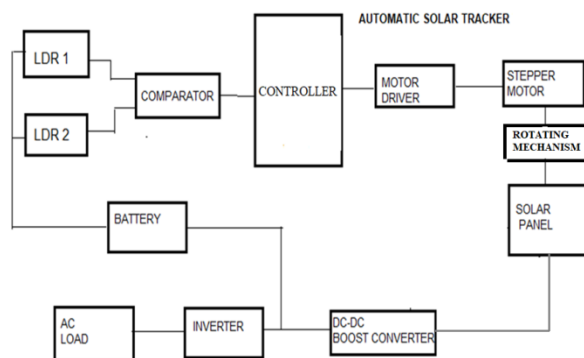 AUTOMATIC SOLAR TRACKER
LDR 1
LDR 2
COMPARATOR
CONTROLLER
MOTOR
DRIVER
STEPPER
MOTOR
ROTATING
MECHANISM
SOLAR
PANEL
BATTERY
AC
LOAD
INVERTER
DC-DC
BOOST CONVERTER